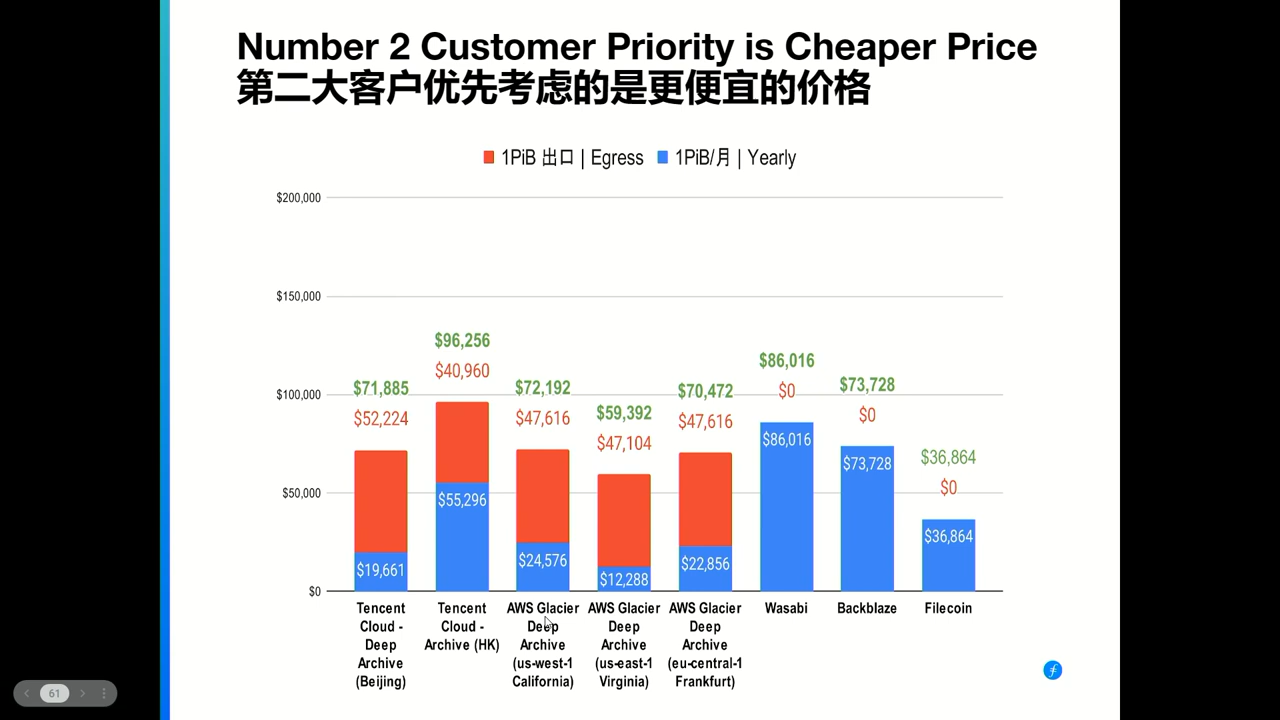 Number 2 Customer Priority is Cheaper Price
第二大客户优先考虑的是更便宜的价格
1PiB 出口 | Egress 1PiB/月 | Yearly
$200,000
$150,000
$100,000
$50,000
$0
$71,885
$52,224
$19,661
$96,256
$40,960
$55,296
$72,192
$47,616
$24,576
$59,392
$47,104
$12,288
$70,472
$47,616
$22,856
$86,016
$0
$86,016
$73,728
$0
$73,728
$36,864
$0
$36,864
Tencent
Cloud -
Deep
Archive
(Beijing)
Tencent
Cloud -
Archive (HK)
AWS Glacier
Deep
Archive
(us-west-1
California)
AWS Glacier
Deep
Archive
(us-east-1
Virginia)
AWS Glacier
Deep
Archive
(eu-central-1
Frankfurt)
Wasabi
Backblaze
Filecoin
61